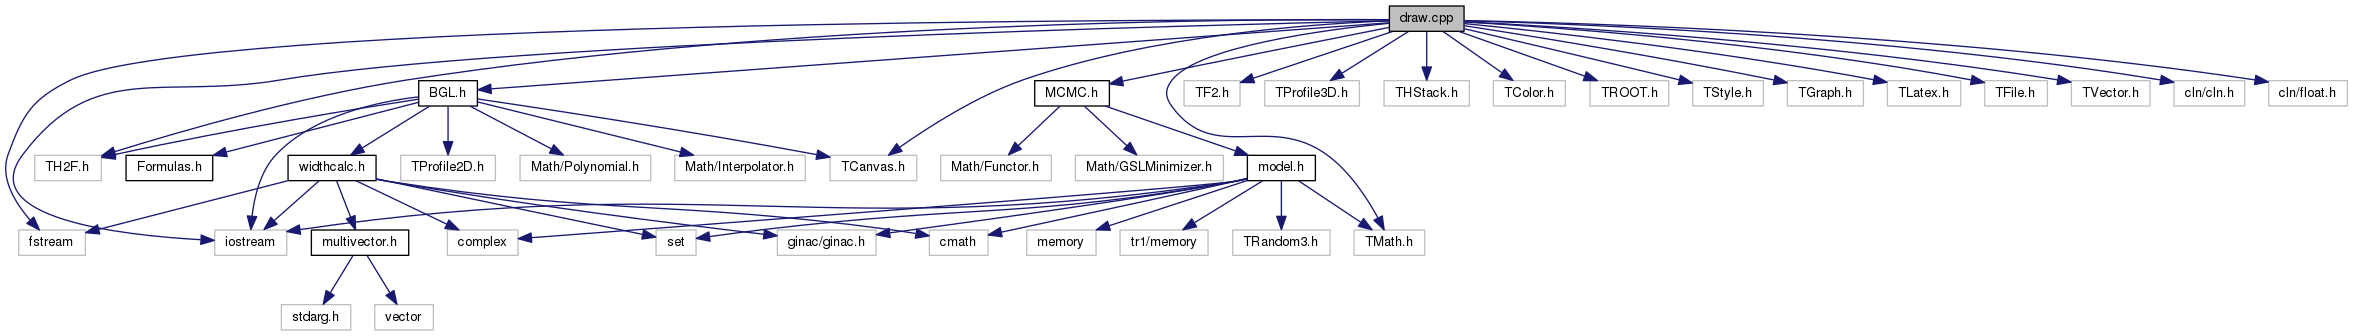 draw.cpp
BGL.h
MCMC.h
TF2.h
TProfile3D.h
THStack.h
TColor.h
TROOT.h
TStyle.h
TGraph.h
TLatex.h
TFile.h
TVector.h
cln/cln.h
cln/float.h
TH2F.h
Formulas.h
widthcalc.h
TProfile2D.h
Math/Polynomial.h
Math/Interpolator.h
TCanvas.h
Math/Functor.h
Math/GSLMinimizer.h
model.h
fstream
iostream
multivector.h
complex
set
ginac/ginac.h
cmath
memory
tr1/memory
TRandom3.h
TMath.h
stdarg.h
vector